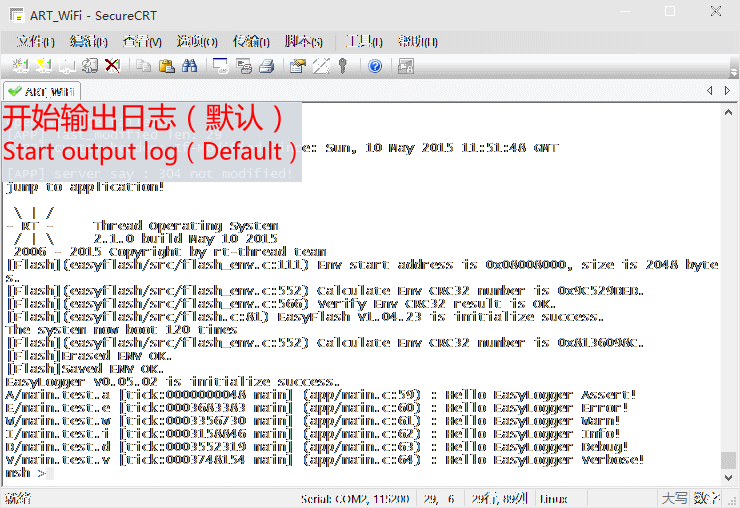 ART_WiFi - SecureCRT
文件(F) 编辑(E) 查看(V) 选项(O) 传输(T) 脚本(S) 工具(L) 帮助(H)
ART_WiFi
开始输出日志（默认）
Start output log（Default）
[APP] last_modified len: 29
e: Sun, 10 May 2015 11:51:48 GMT
[APP] server say : 304 not modified!
jump to application!
\ | /
- RT - Thread Operating System
/ | \ 2.1.0 build May 10 2015
2006 - 2015 Copyright by rt-thread team
[Flash](easyflash/src/flash_env.c:111) Env start address is 0x08008000, size is 2048 byte
s.
[Flash](easyflash/src/flash_env.c:552) Calculate Env CRC32 number is 0x9C529BEB.
[Flash](easyflash/src/flash_env.c:566) Verify Env CRC32 result is OK.
[Flash](easyflash/src/flash.c:81) EasyFlash V1.04.23 is initialize success.
The system now boot 120 times
[Flash](easyflash/src/flash_env.c:552) Calculate Env CRC32 number is 0x8136098C.
[Flash]Erased ENV OK.
[Flash]Saved ENV OK.
EasyLogger V0.05.02 is initialize success.
A/main.test.a [tick:0000000048 main] (app/main.c:59) : Hello EasyLogger Assert!
E/main.test.e [tick:0003683383 main] (app/main.c:60) : Hello EasyLogger Error!
W/main.test.w [tick:0003356730 main] (app/main.c:61) : Hello EasyLogger Warn!
I/main.test.i [tick:0003158846 main] (app/main.c:62) : Hello EasyLogger Info!
D/main.test.d [tick:0003552319 main] (app/main.c:63) : Hello EasyLogger Debug!
V/main.test.v [tick:0003748154 main] (app/main.c:64) : Hello EasyLogger Verbose!
msh >
就绪 Serial: COM2, 115200 29, 6 29行, 89列 Linux 大写 数字